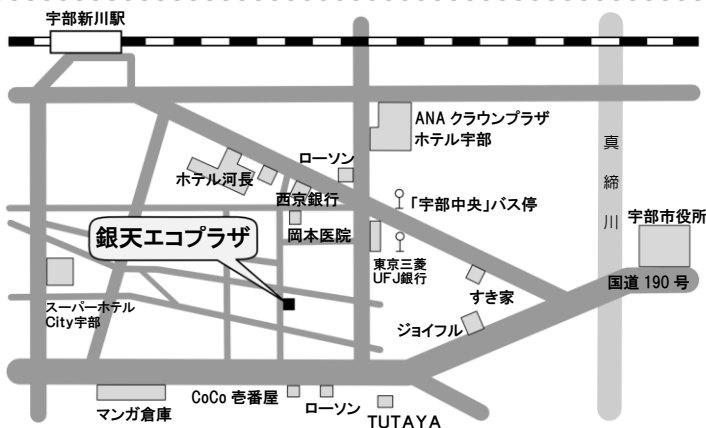 宇部新川駅
ANA クラウンプラザ
ホテル宇部
ローソン
ホテル河長
西京銀行
「宇部中央」バス停
真締川
宇部市役所
岡本医院
銀天エコプラザ
東京三菱
UFJ銀行
国道 190 号
すき家
スーパーホテル
City宇部
ジョイフル
CoCo 壱番屋
マンガ倉庫
ローソン
TUTAYA